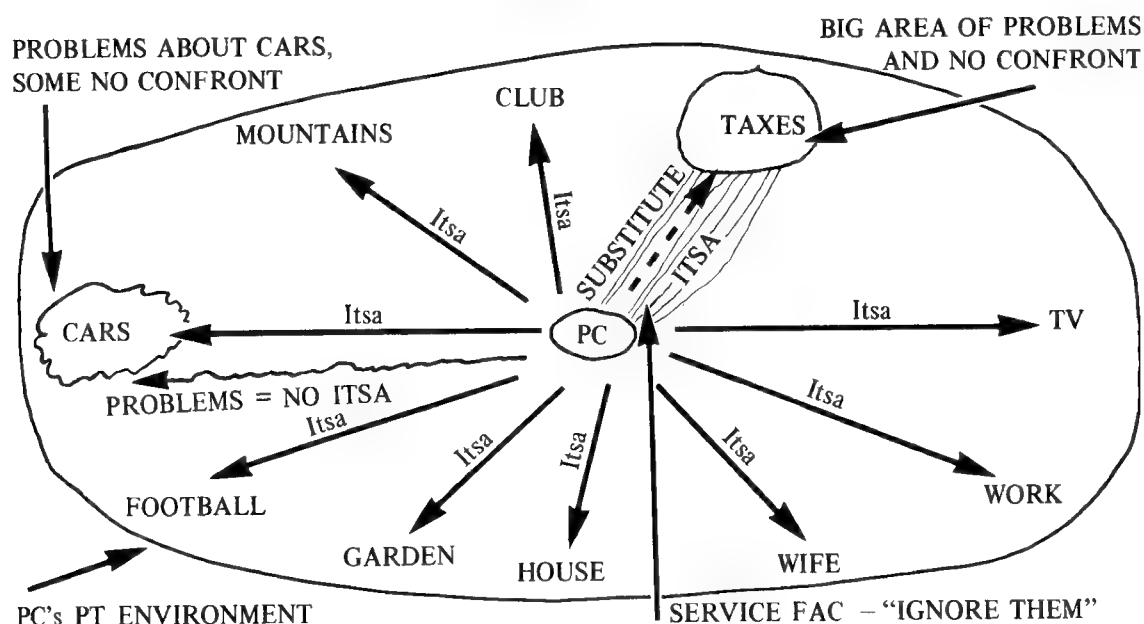 PROBLEMS ABOUT CARS,
SOME NO CONFRONT
BIG AREA OF PROBLEMS
AND NO CONFRONT
CLUB
MOUNTAINS
TAXES
Itsa
Itsa
SUBSTITUTE
ITSA
CARS
Itsa
PC
Itsa
TV
PROBLEMS = NO ITSA
Itsa
Itsa
Itsa
Itsa
Itsa
FOOTBALL
WORK
GARDEN
HOUSE
WIFE
PC's PT ENVIRONMENT
SERVICE FAC – “IGNORE THEM”